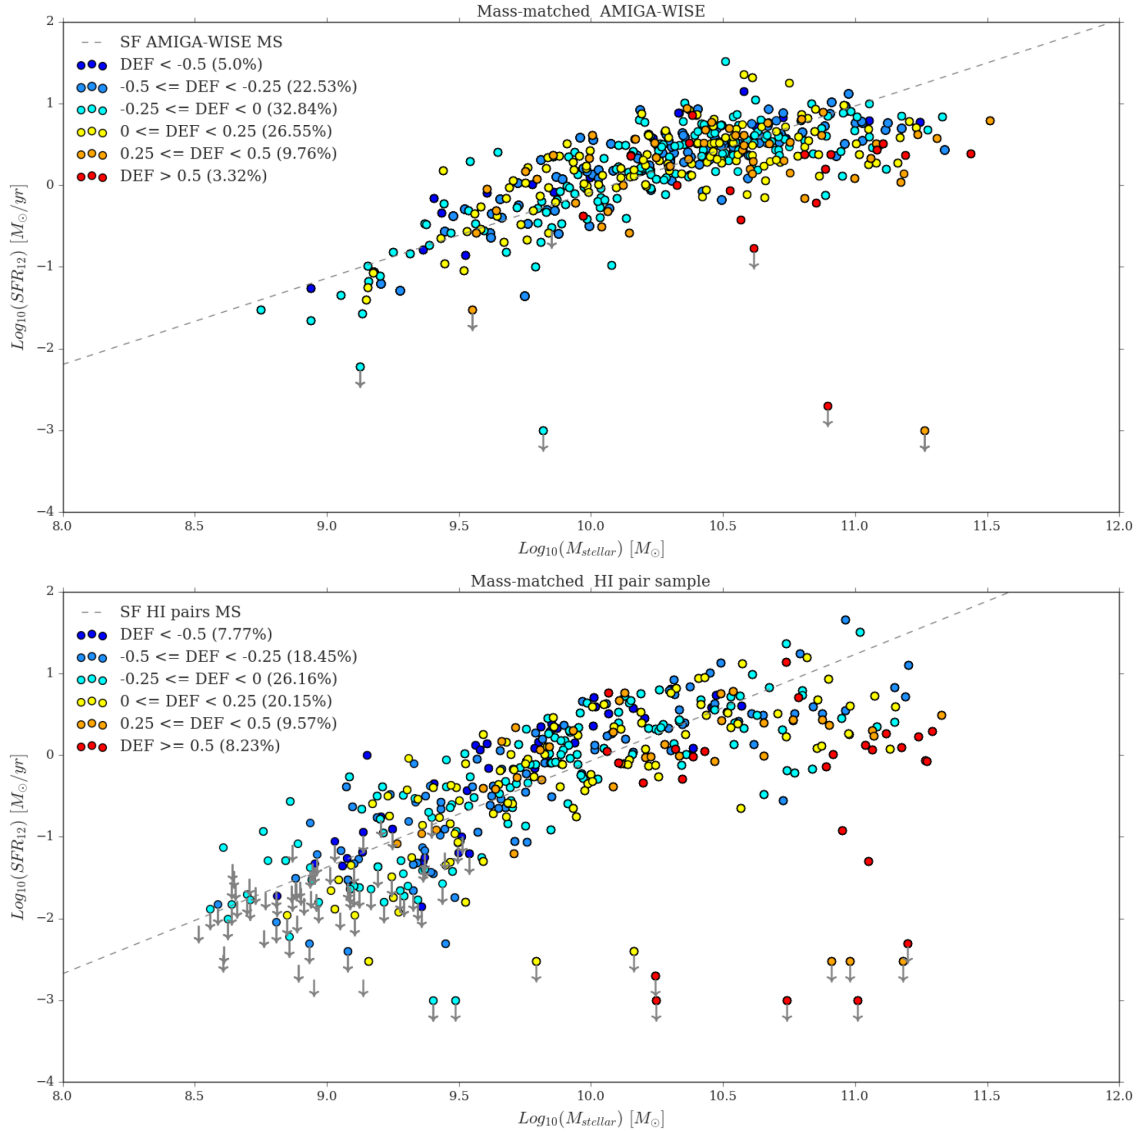 Mass-matched AMIGA-WISE
2
1
0
−1
−2
−3
−4
SF AMIGA-WISE MS
DEF < -0.5 (5.0%)
-0.5 <= DEF < -0.25 (22.53%)
-0.25 <= DEF < 0 (32.84%)
0 <= DEF < 0.25 (26.55%)
0.25 <= DEF < 0.5 (9.76%)
DEF > 0.5 (3.32%)
Log₁₀(SFR₁₂) [M⊙/yr]
8.0 8.5 9.0 9.5 10.0 10.5 11.0 11.5 12.0
Log₁₀(Mstellar) [M⊙]
Mass-matched HI pair sample
2
1
0
−1
−2
−3
−4
SF HI pairs MS
DEF < -0.5 (7.77%)
-0.5 <= DEF < -0.25 (18.45%)
-0.25 <= DEF < 0 (26.16%)
0 <= DEF < 0.25 (20.15%)
0.25 <= DEF < 0.5 (9.57%)
DEF >= 0.5 (8.23%)
Log₁₀(SFR₁₂) [M⊙/yr]
8.0 8.5 9.0 9.5 10.0 10.5 11.0 11.5 12.0
Log₁₀(Mstellar) [M⊙]